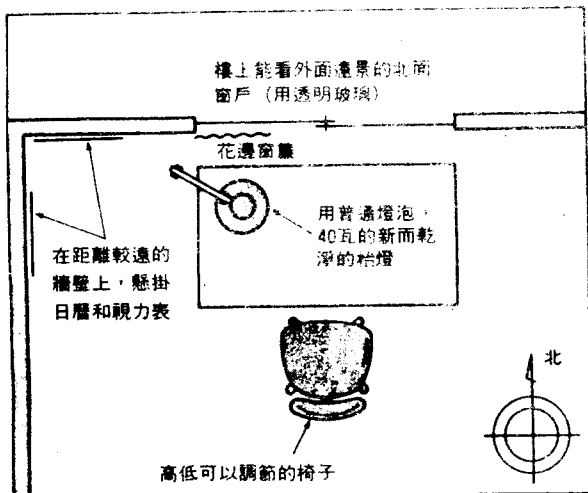 樓上能看外面遠景的北面
窗戶（用透明玻璃）
花邊窗簾
用普通燈泡，
40瓦的新而乾
淨的枱燈
在距離較遠的
牆壁上，懸掛
日曆和視力表
北
高低可以調節的椅子